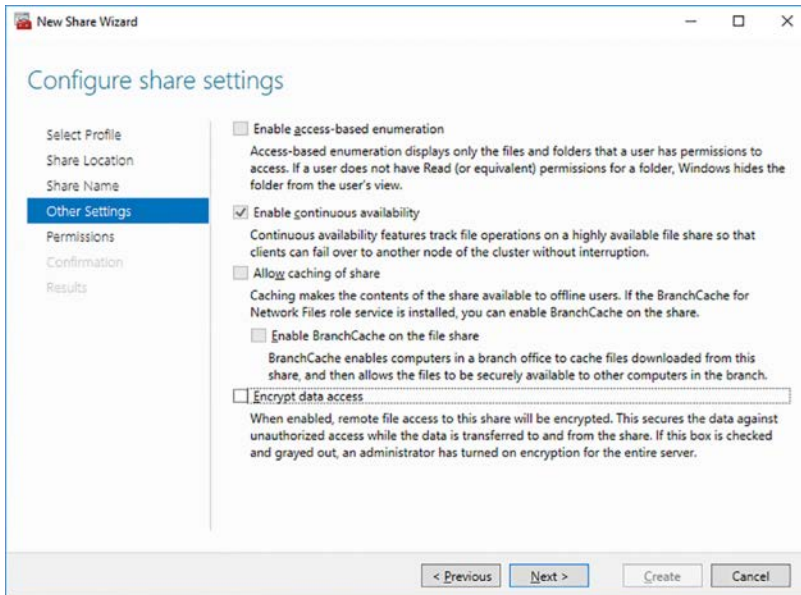 New Share Wizard
Configure share settings
Select Profile
Share Location
Share Name
Other Settings
Permissions
Confirmation
Results
Enable access-based enumeration
Access-based enumeration displays only the files and folders that a user has permissions to
access. If a user does not have Read (or equivalent) permissions for a folder, Windows hides the
folder from the user's view.
Enable continuous availability
Continuous availability features track file operations on a highly available file share so that
clients can fail over to another node of the cluster without interruption.
Allow caching of share
Caching makes the contents of the share available to offline users. If the BranchCache for
Network Files role service is installed, you can enable BranchCache on the share.
Enable BranchCache on the file share
BranchCache enables computers in a branch office to cache files downloaded from this
share, and then allows the files to be securely available to other computers in the branch.
Encrypt data access
When enabled, remote file access to this share will be encrypted. This secures the data against
unauthorized access while the data is transferred to and from the share. If this box is checked
and grayed out, an administrator has turned on encryption for the entire server.
< Previous Next > Create Cancel